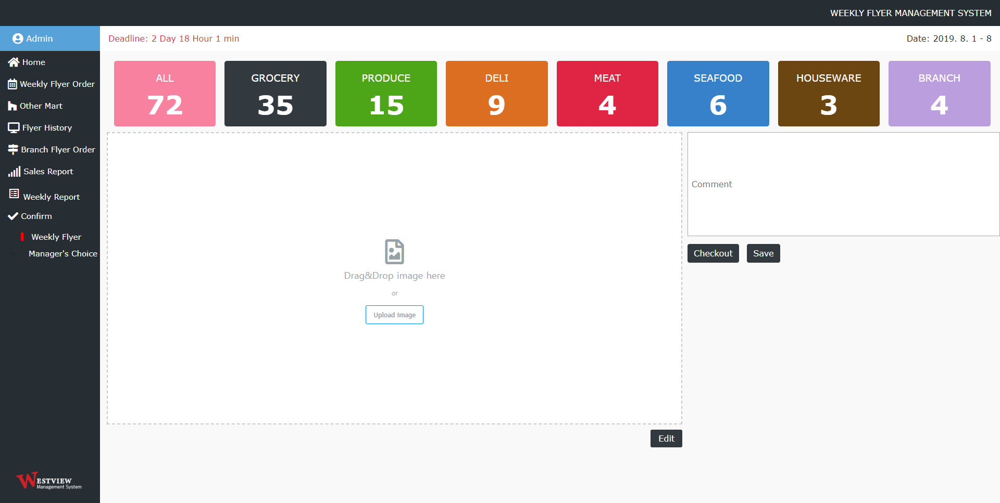 WEEKLY FLYER MANAGEMENT SYSTEM
Admin
Deadline: 2 Day 18 Hour 1 min
Date: 2019. 8. 1 - 8
Home
Weekly Flyer Order
Other Mart
Flyer History
Branch Flyer Order
Sales Report
Weekly Report
Confirm
Weekly Flyer
Manager's Choice
WESTVIEW
Management System
ALL
72
GROCERY
35
PRODUCE
15
DELI
9
MEAT
4
SEAFOOD
6
HOUSEWARE
3
BRANCH
4
Drag&Drop image here
or
Upload Image
Edit
Comment
Checkout
Save